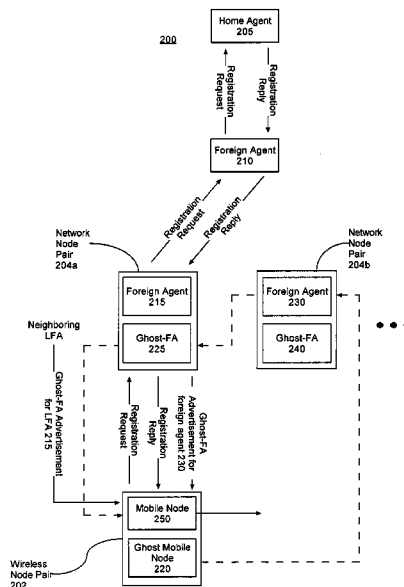 200
Home Agent
205
Registration
Request
Registration
Reply
Foreign Agent
210
Registration
Request
Registration
Reply
Network
Node
Pair
204a
Network
Node Pair
204b
Foreign Agent
215
Ghost-FA
225
Foreign Agent
230
Ghost-FA
240
Neighboring
LFA
Ghost-FA Advertisement
for LFA 215
Registration
Request
Registration
Reply
Ghost-FA
Advertisement for
foreign agent 230
Mobile Node
250
Ghost Mobile
Node
220
Wireless
Node Pair
202